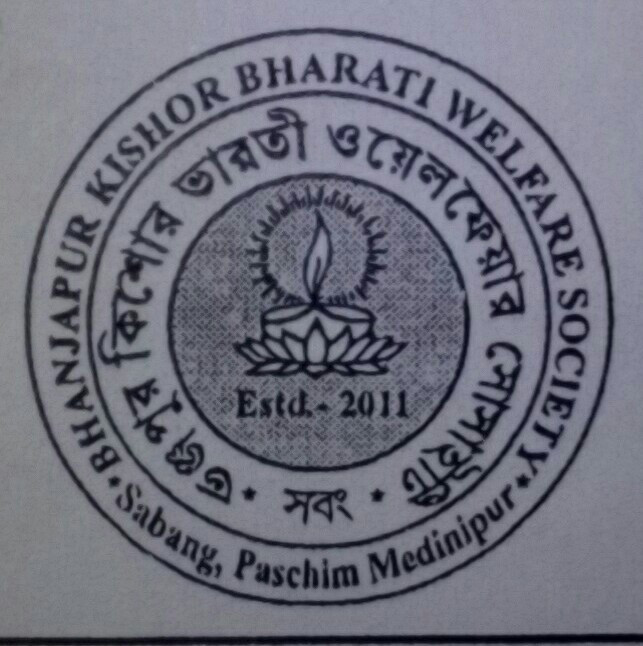 BHANJAPUR KISHOR BHARATI WELFARE SOCIETY
Sabang, Paschim Medinipur
ভঞ্জপুর কিশোর ভারতী ওয়েলফেয়ার সোসাইটি
সবং
Estd.- 2011